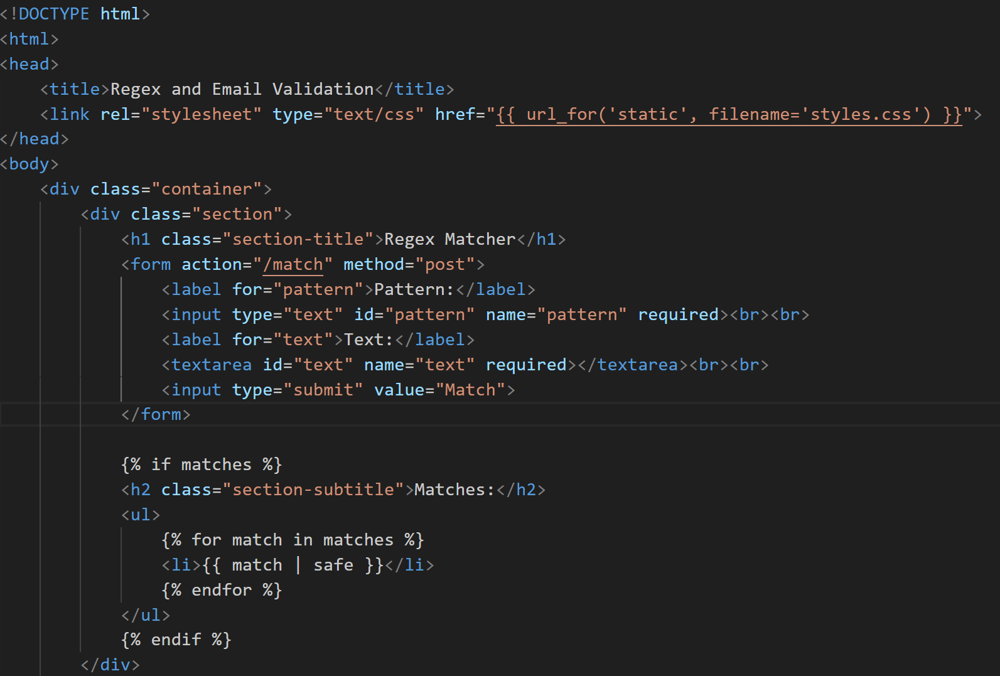 <!DOCTYPE html>
<html>
<head>
    <title>Regex and Email Validation</title>
    <link rel="stylesheet" type="text/css" href="{{ url_for('static', filename='styles.css') }}">
</head>
<body>
    <div class="container">
        <div class="section">
            <h1 class="section-title">Regex Matcher</h1>
            <form action="/match" method="post">
                <label for="pattern">Pattern:</label>
                <input type="text" id="pattern" name="pattern" required><br><br>
                <label for="text">Text:</label>
                <textarea id="text" name="text" required></textarea><br><br>
                <input type="submit" value="Match">
            </form>

            {% if matches %}
            <h2 class="section-subtitle">Matches:</h2>
            <ul>
                {% for match in matches %}
                <li>{{ match | safe }}</li>
                {% endfor %}
            </ul>
            {% endif %}
        </div>